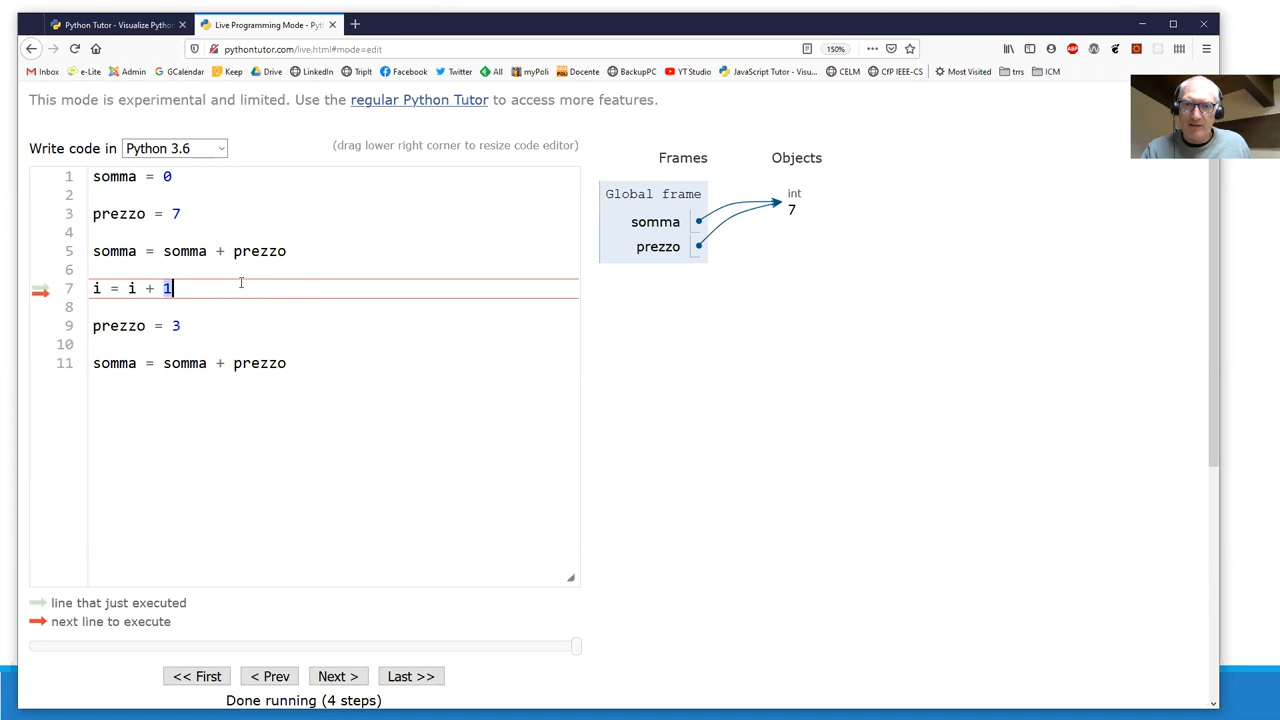 Python Tutor - Visualize Python
Live Programming Mode - Pyt
pythontutor.com/live.html#mode=edit
150%
Inbox
e-Lite
Admin
GCalendar
Keep
Drive
LinkedIn
TripIt
Facebook
Twitter
All
myPoli
Docente
BackupPC
YT Studio
JavaScript Tutor - Visu...
CELM
CfP IEEE-CS
Most Visited
trrs
ICM
This mode is experimental and limited. Use the regular Python Tutor to access more features.
Write code in Python 3.6
(drag lower right corner to resize code editor)
1 somma = 0
2
3 prezzo = 7
4
5 somma = somma + prezzo
6
7 i = i + 1
8
9 prezzo = 3
10
11 somma = somma + prezzo
Frames
Objects
Global frame
somma
prezzo
int
7
line that just executed
next line to execute
<< First
< Prev
Next >
Last >>
Done running (4 steps)